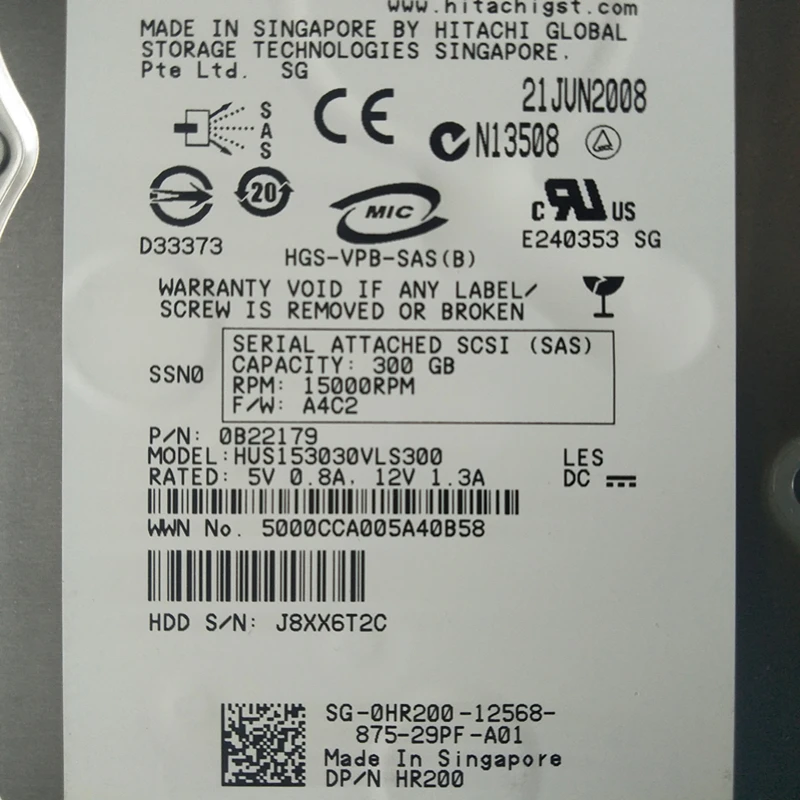 www.hitachigst.com
MADE IN SINGAPORE BY HITACHI GLOBAL
STORAGE TECHNOLOGIES SINGAPORE.
Pte Ltd. SG
21JUN2008
SAS
CE
N13508
20
MIC
C UR US
D33373
HGS-VPB-SAS(B)
E240353 SG
WARRANTY VOID IF ANY LABEL/
SCREW IS REMOVED OR BROKEN
SERIAL ATTACHED SCSI (SAS)
SSN0
CAPACITY: 300 GB
RPM: 15000RPM
F/W: A4C2
P/N: 0B22179
MODEL:HUS153030VLS300 LES
RATED: 5V 0.8A, 12V 1.3A DC
WWN No. 5000CCA005A40B58
HDD S/N: J8XX6T2C
SG-0HR200-12568-
875-29PF-A01
Made In Singapore
DP/N HR200